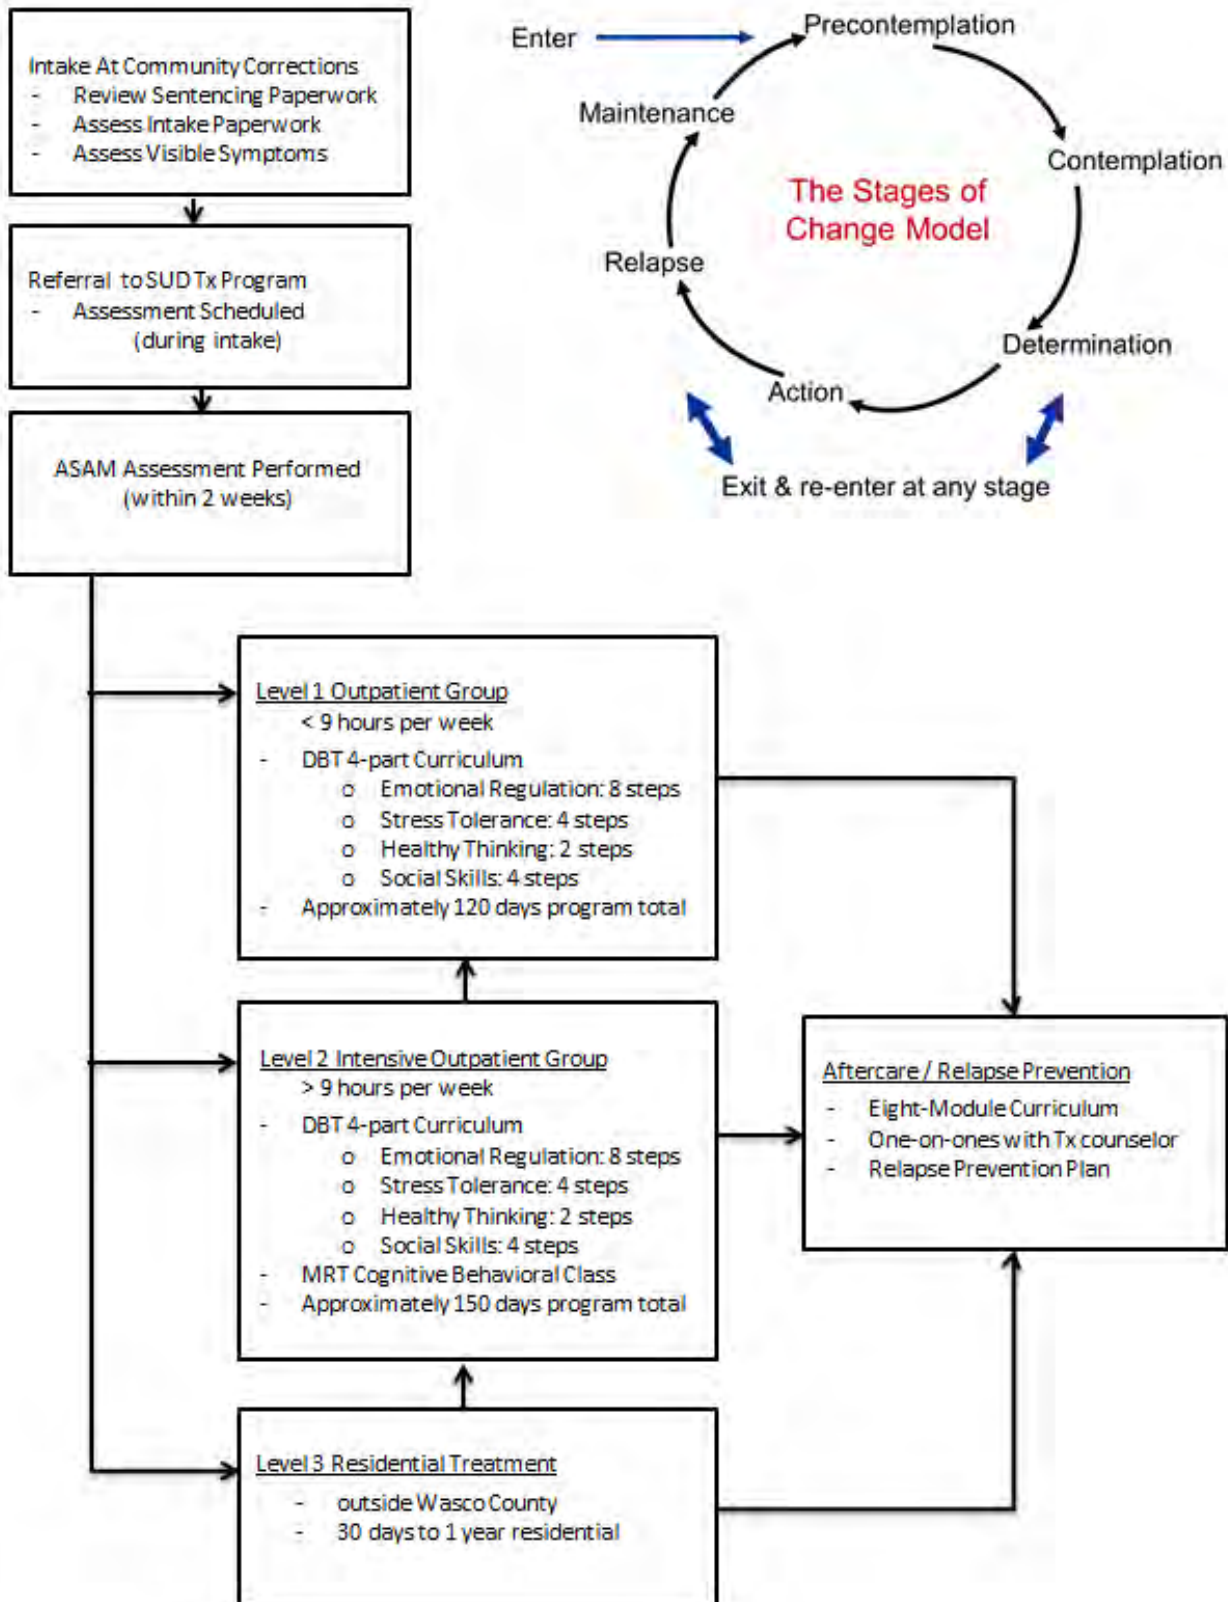 Intake At Community Corrections
- Review Sentencing Paperwork
- Assess Intake Paperwork
- Assess Visible Symptoms
Referral to SUD Tx Program
- Assessment Scheduled
(during intake)
ASAM Assessment Performed
(within 2 weeks)
Enter
Precontemplation
Contemplation
Determination
Action
Relapse
Maintenance
The Stages of
Change Model
Exit & re-enter at any stage
Level 1 Outpatient Group
< 9 hours per week
- DBT 4-part Curriculum
o Emotional Regulation: 8 steps
o Stress Tolerance: 4 steps
o Healthy Thinking: 2 steps
o Social Skills: 4 steps
- Approximately 120 days program total
Level 2 Intensive Outpatient Group
> 9 hours per week
- DBT 4-part Curriculum
o Emotional Regulation: 8 steps
o Stress Tolerance: 4 steps
o Healthy Thinking: 2 steps
o Social Skills: 4 steps
- MRT Cognitive Behavioral Class
- Approximately 150 days program total
Level 3 Residential Treatment
- outside Wasco County
- 30 days to 1 year residential
Aftercare / Relapse Prevention
- Eight-Module Curriculum
- One-on-ones with Tx counselor
- Relapse Prevention Plan